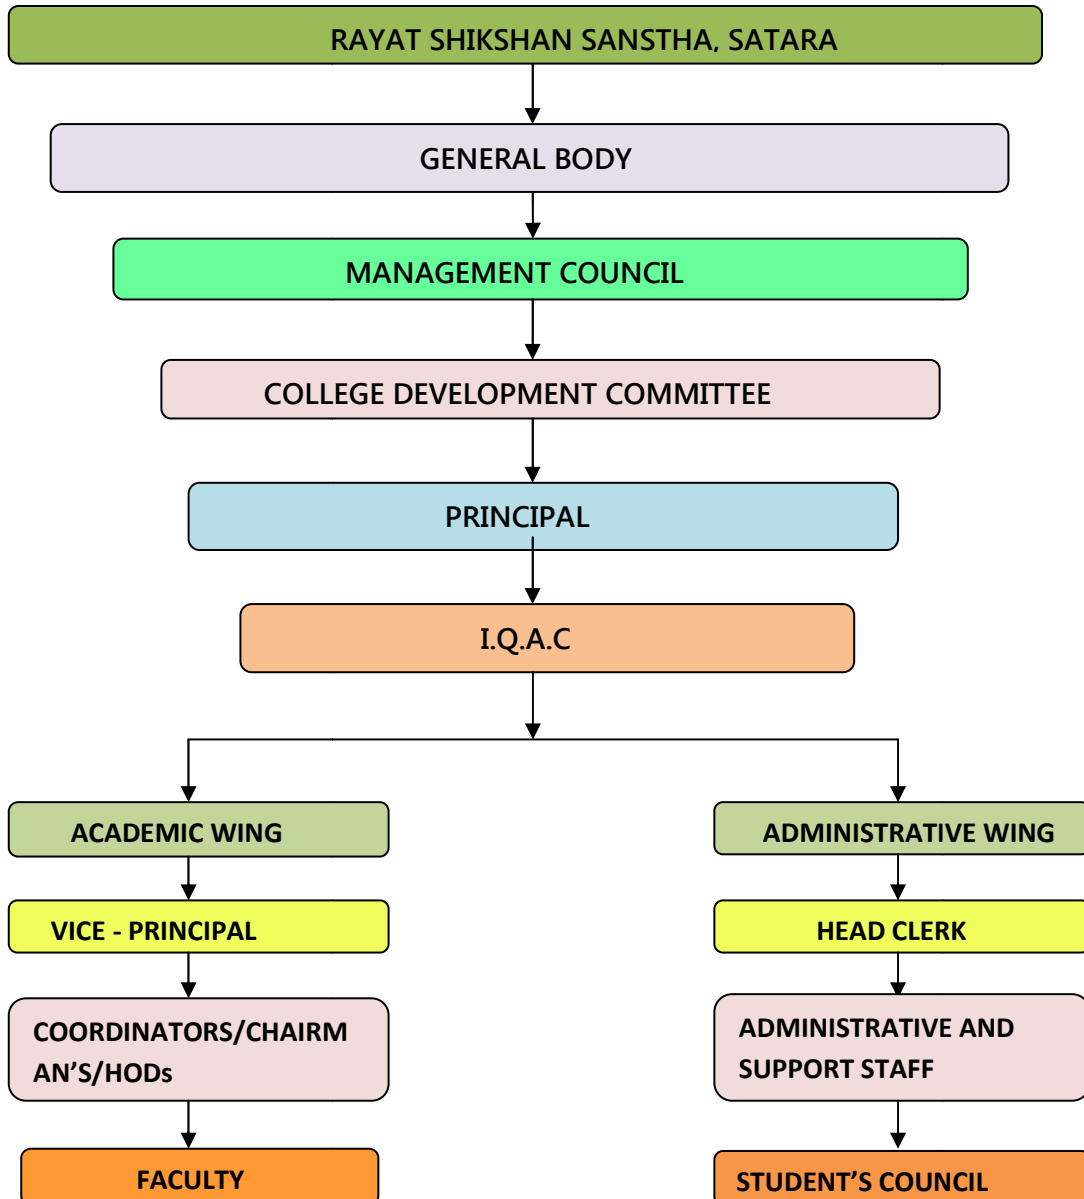 RAYAT SHIKSHAN SANSTHA, SATARA
GENERAL BODY
MANAGEMENT COUNCIL
COLLEGE DEVELOPMENT COMMITTEE
PRINCIPAL
I.Q.A.C
ACADEMIC WING
ADMINISTRATIVE WING
VICE - PRINCIPAL
HEAD CLERK
COORDINATORS/CHAIRM
AN’S/HODs
ADMINISTRATIVE AND
SUPPORT STAFF
FACULTY
STUDENT’S COUNCIL